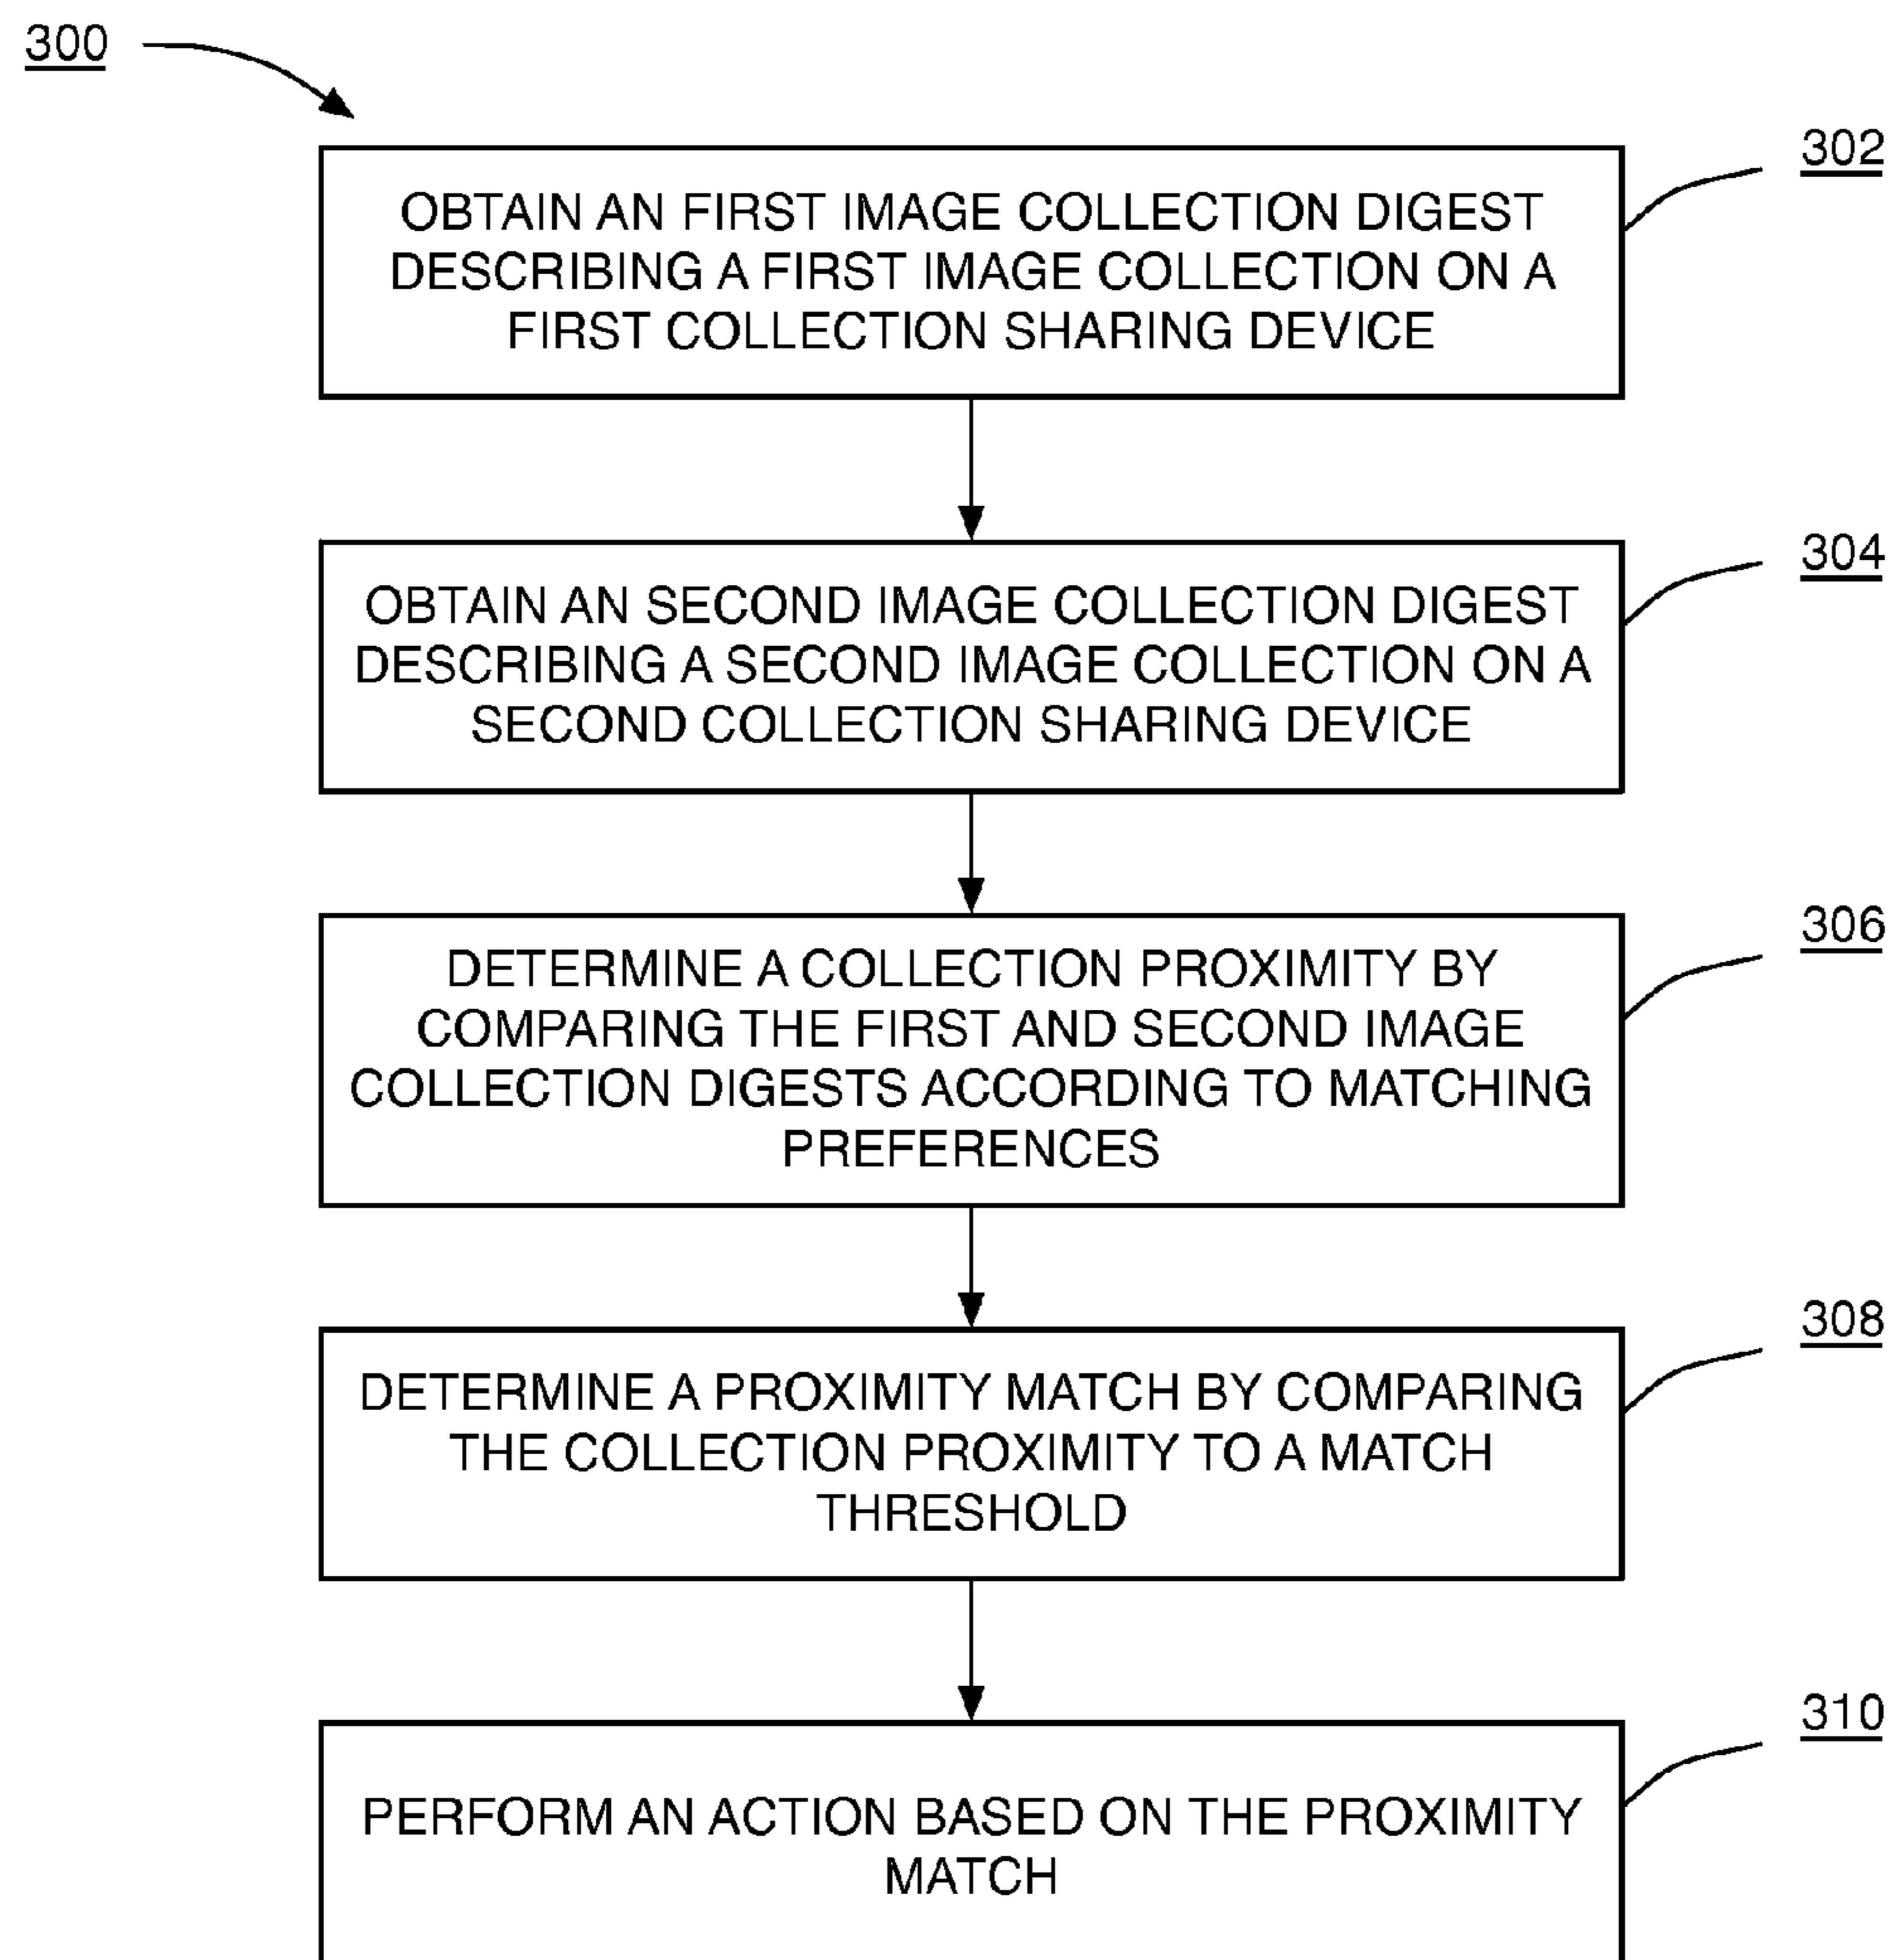 300
302
OBTAIN AN FIRST IMAGE COLLECTION DIGEST
DESCRIBING A FIRST IMAGE COLLECTION ON A
FIRST COLLECTION SHARING DEVICE
304
OBTAIN AN SECOND IMAGE COLLECTION DIGEST
DESCRIBING A SECOND IMAGE COLLECTION ON A
SECOND COLLECTION SHARING DEVICE
306
DETERMINE A COLLECTION PROXIMITY BY
COMPARING THE FIRST AND SECOND IMAGE
COLLECTION DIGESTS ACCORDING TO MATCHING
PREFERENCES
308
DETERMINE A PROXIMITY MATCH BY COMPARING
THE COLLECTION PROXIMITY TO A MATCH
THRESHOLD
310
PERFORM AN ACTION BASED ON THE PROXIMITY
MATCH